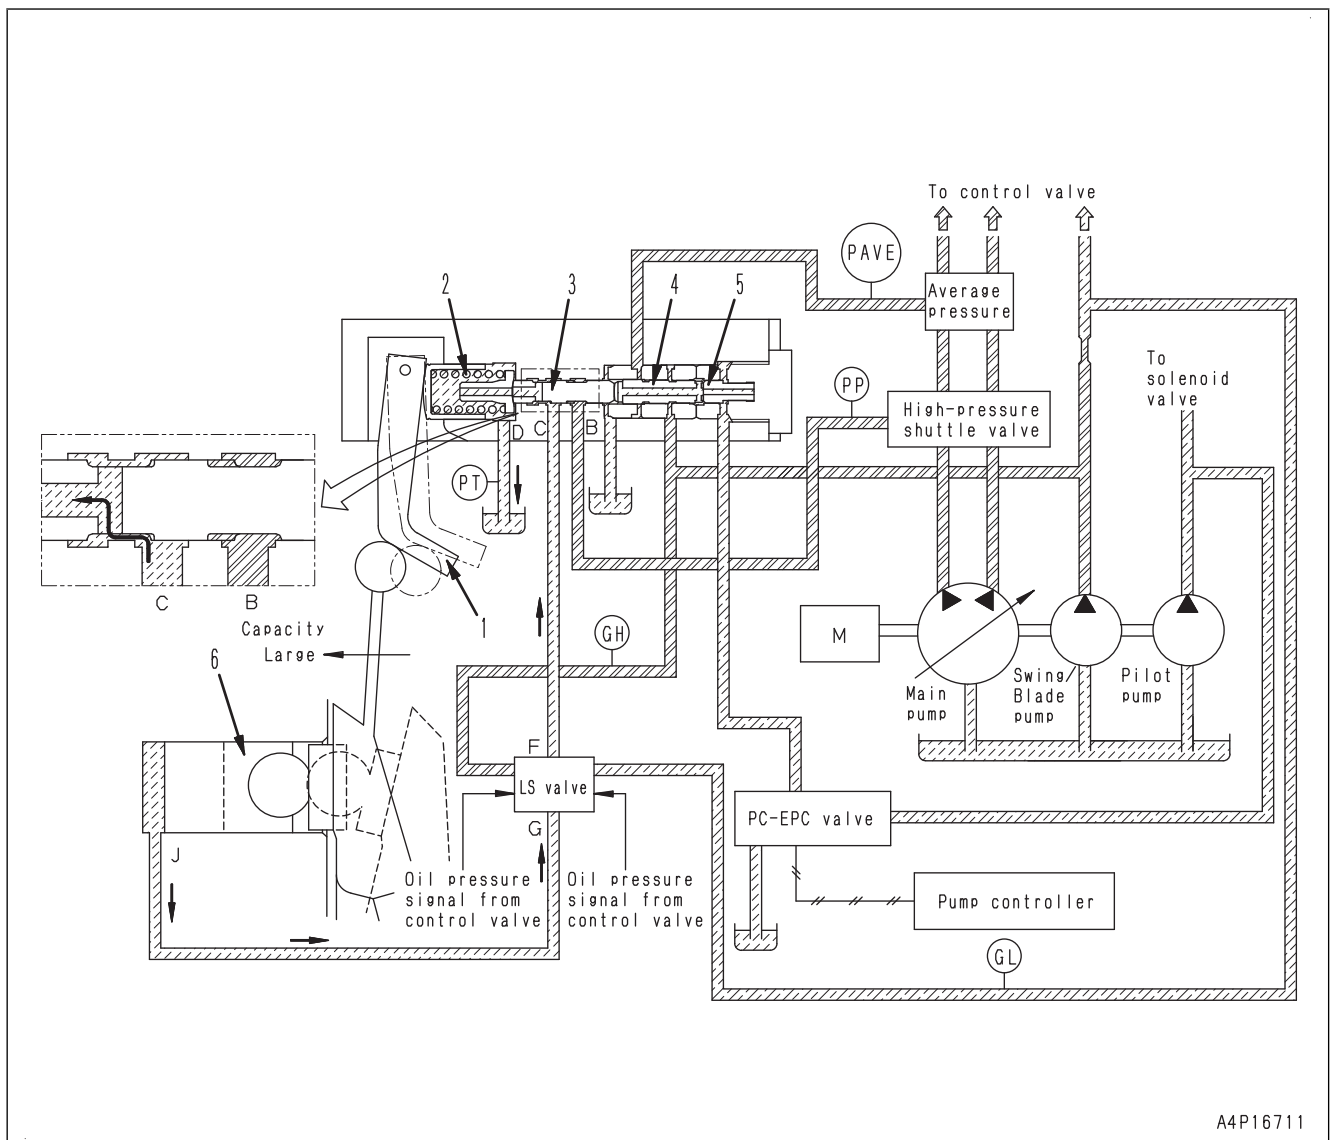 To control valve
PAVE
Average
pressure
2
3
4
5
To
solenoid
valve
PP
High-pressure
shuttle valve
D
C
B
PT
C
B
1
Capacity
Large
GH
M
6
Main
pump
Swing
Blade
pump
Pilot
pump
F
LS valve
G
PC-EPC valve
J
Oil pressure
signal from
control valve
Oil pressure
signal from
control valve
Pump controller
GL
A4P16711